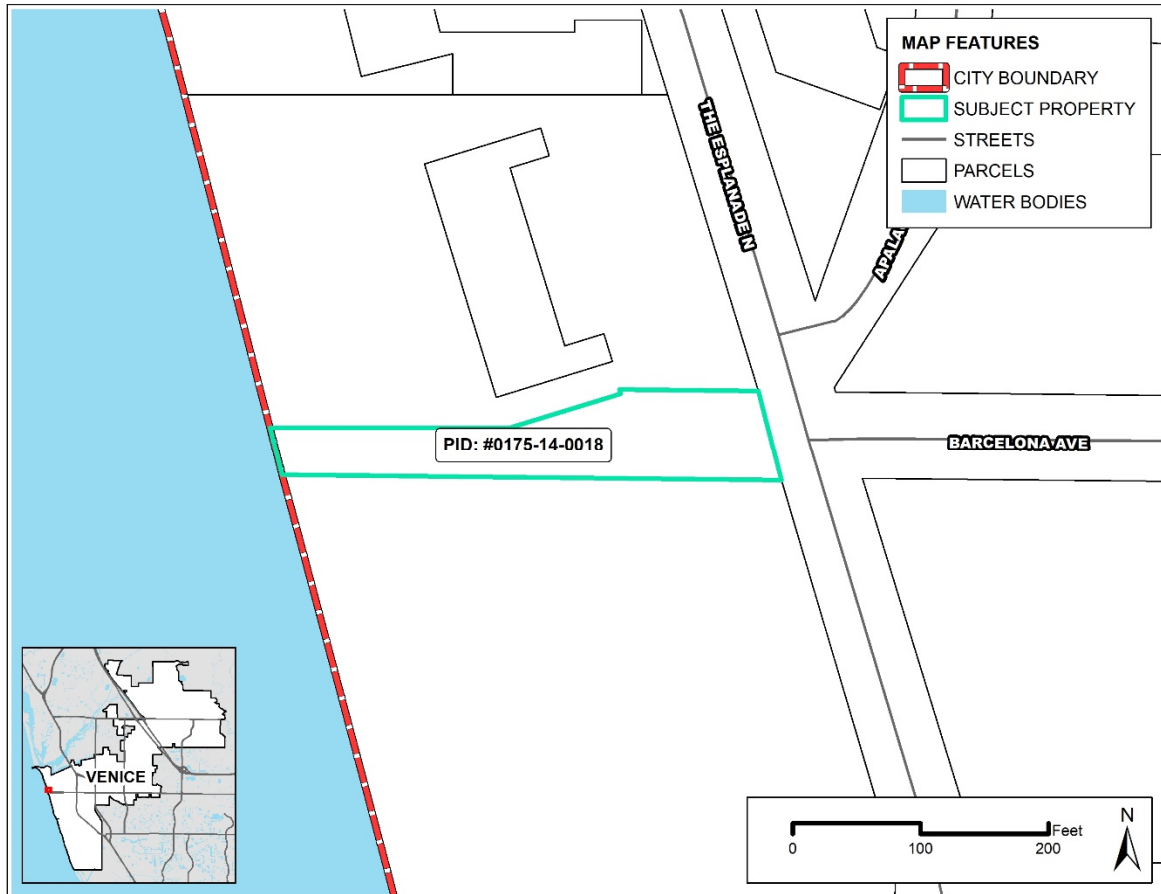 MAP FEATURES
CITY BOUNDARY
SUBJECT PROPERTY
STREETS
PARCELS
WATER BODIES
THE ESPLANADE N
APALA
BARCELONA AVE
PID: #0175-14-0018
VENICE
Feet
0 100 200
N